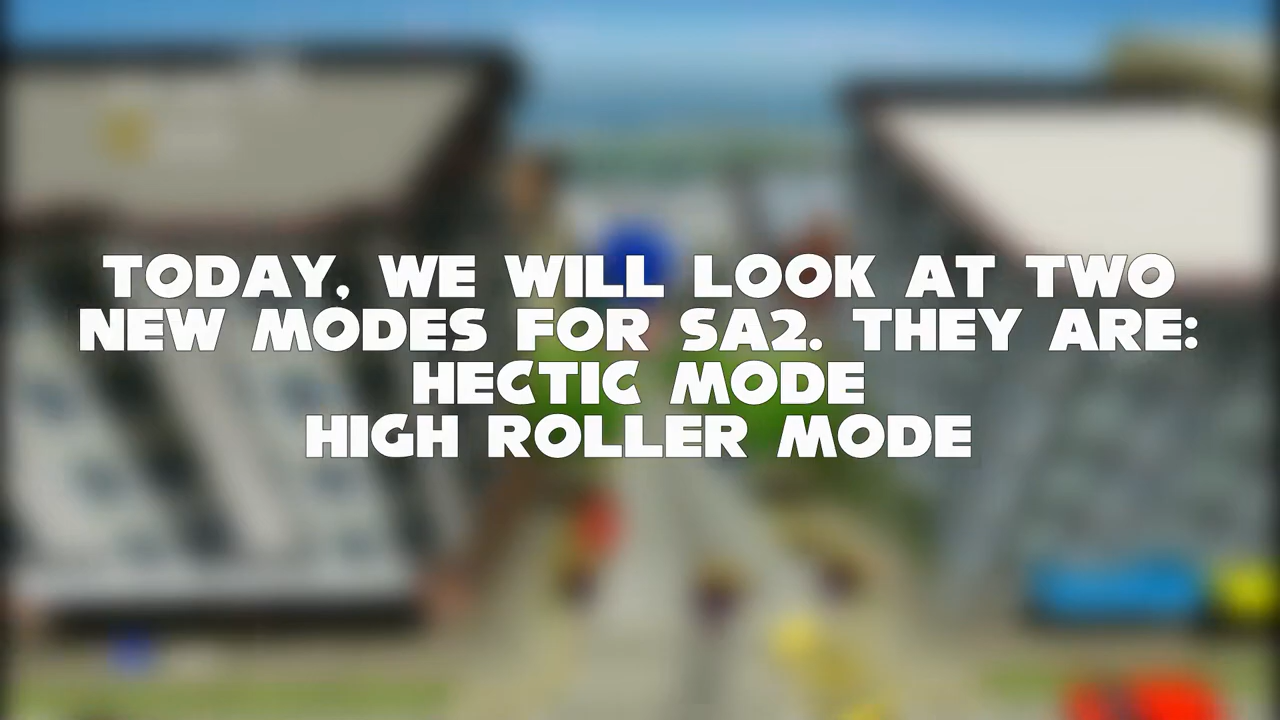 TODAY, WE WILL LOOK AT TWO
NEW MODES FOR SA2. THEY ARE:
HECTIC MODE
HIGH ROLLER MODE